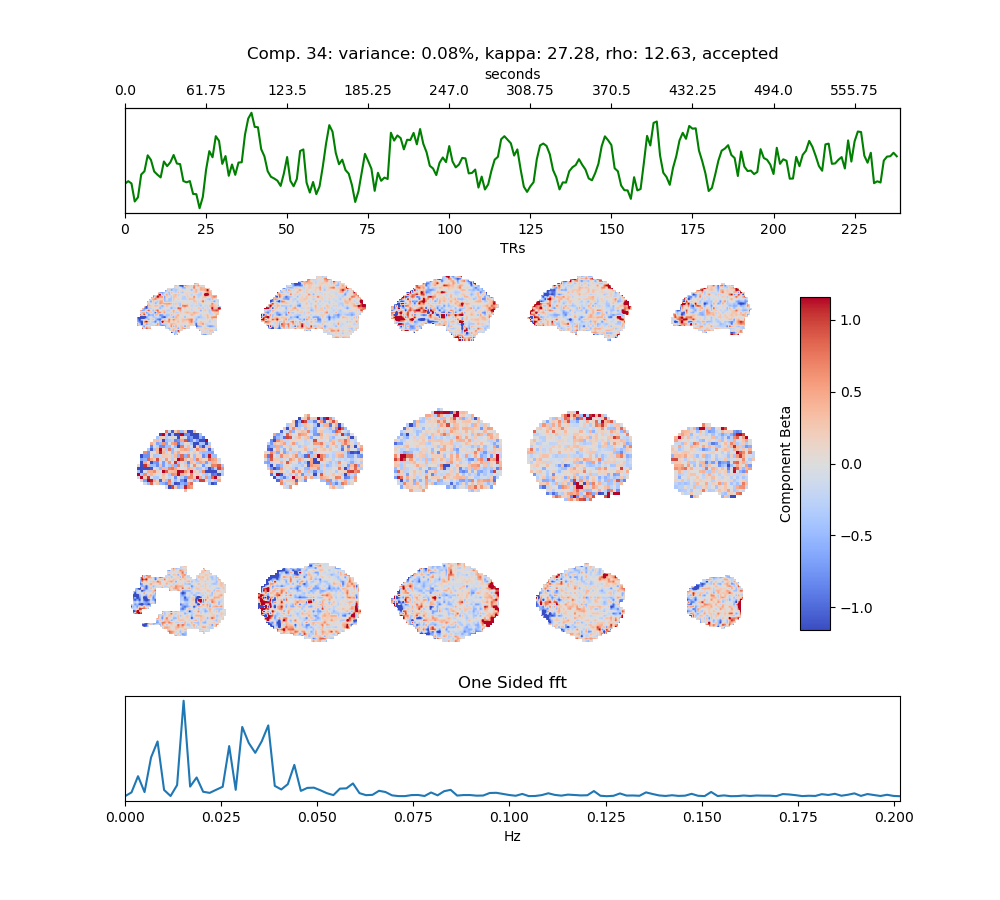 Comp. 34: variance: 0.08%, kappa: 27.28, rho: 12.63, accepted
seconds
0.0 61.75 123.5 185.25 247.0 308.75 370.5 432.25 494.0 555.75
0 25 50 75 100 125 150 175 200 225
TRs
1.0
0.5
0.0
−0.5
−1.0
Component Beta
One Sided fft
0.000 0.025 0.050 0.075 0.100 0.125 0.150 0.175 0.200
Hz